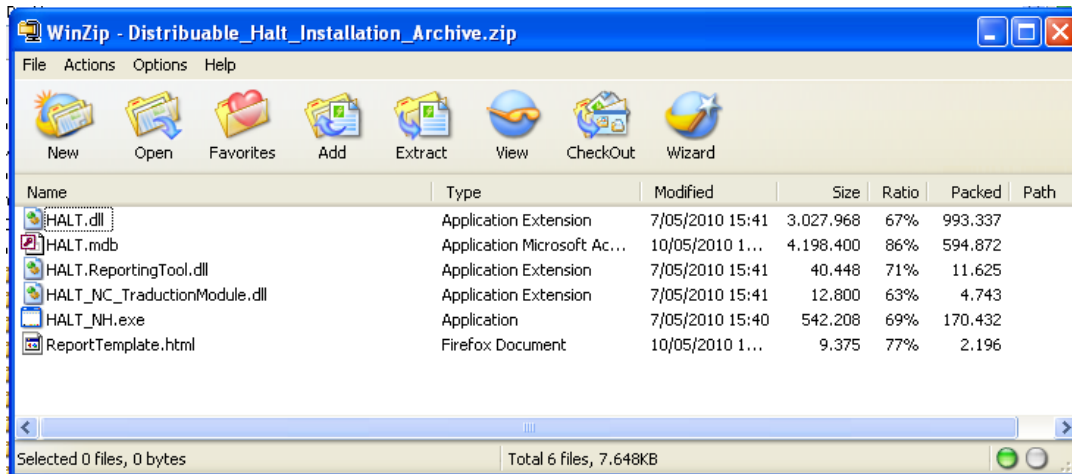 WinZip - Distribuable_Halt_Installation_Archive.zip
File Actions Options Help
New Open Favorites Add Extract View CheckOut Wizard
Name Type Modified Size Ratio Packed Path
HALT.dll Application Extension 7/05/2010 15:41 3.027.968 67% 993.337
HALT.mdb Application Microsoft Ac... 10/05/2010 1... 4.198.400 86% 594.872
HALT.ReportingTool.dll Application Extension 7/05/2010 15:41 40.448 71% 11.625
HALT_NC_TraductionModule.dll Application Extension 7/05/2010 15:41 12.800 63% 4.743
HALT_NH.exe Application 7/05/2010 15:40 542.208 69% 170.432
ReportTemplate.html Firefox Document 10/05/2010 1... 9.375 77% 2.196
Selected 0 files, 0 bytes Total 6 files, 7.648KB